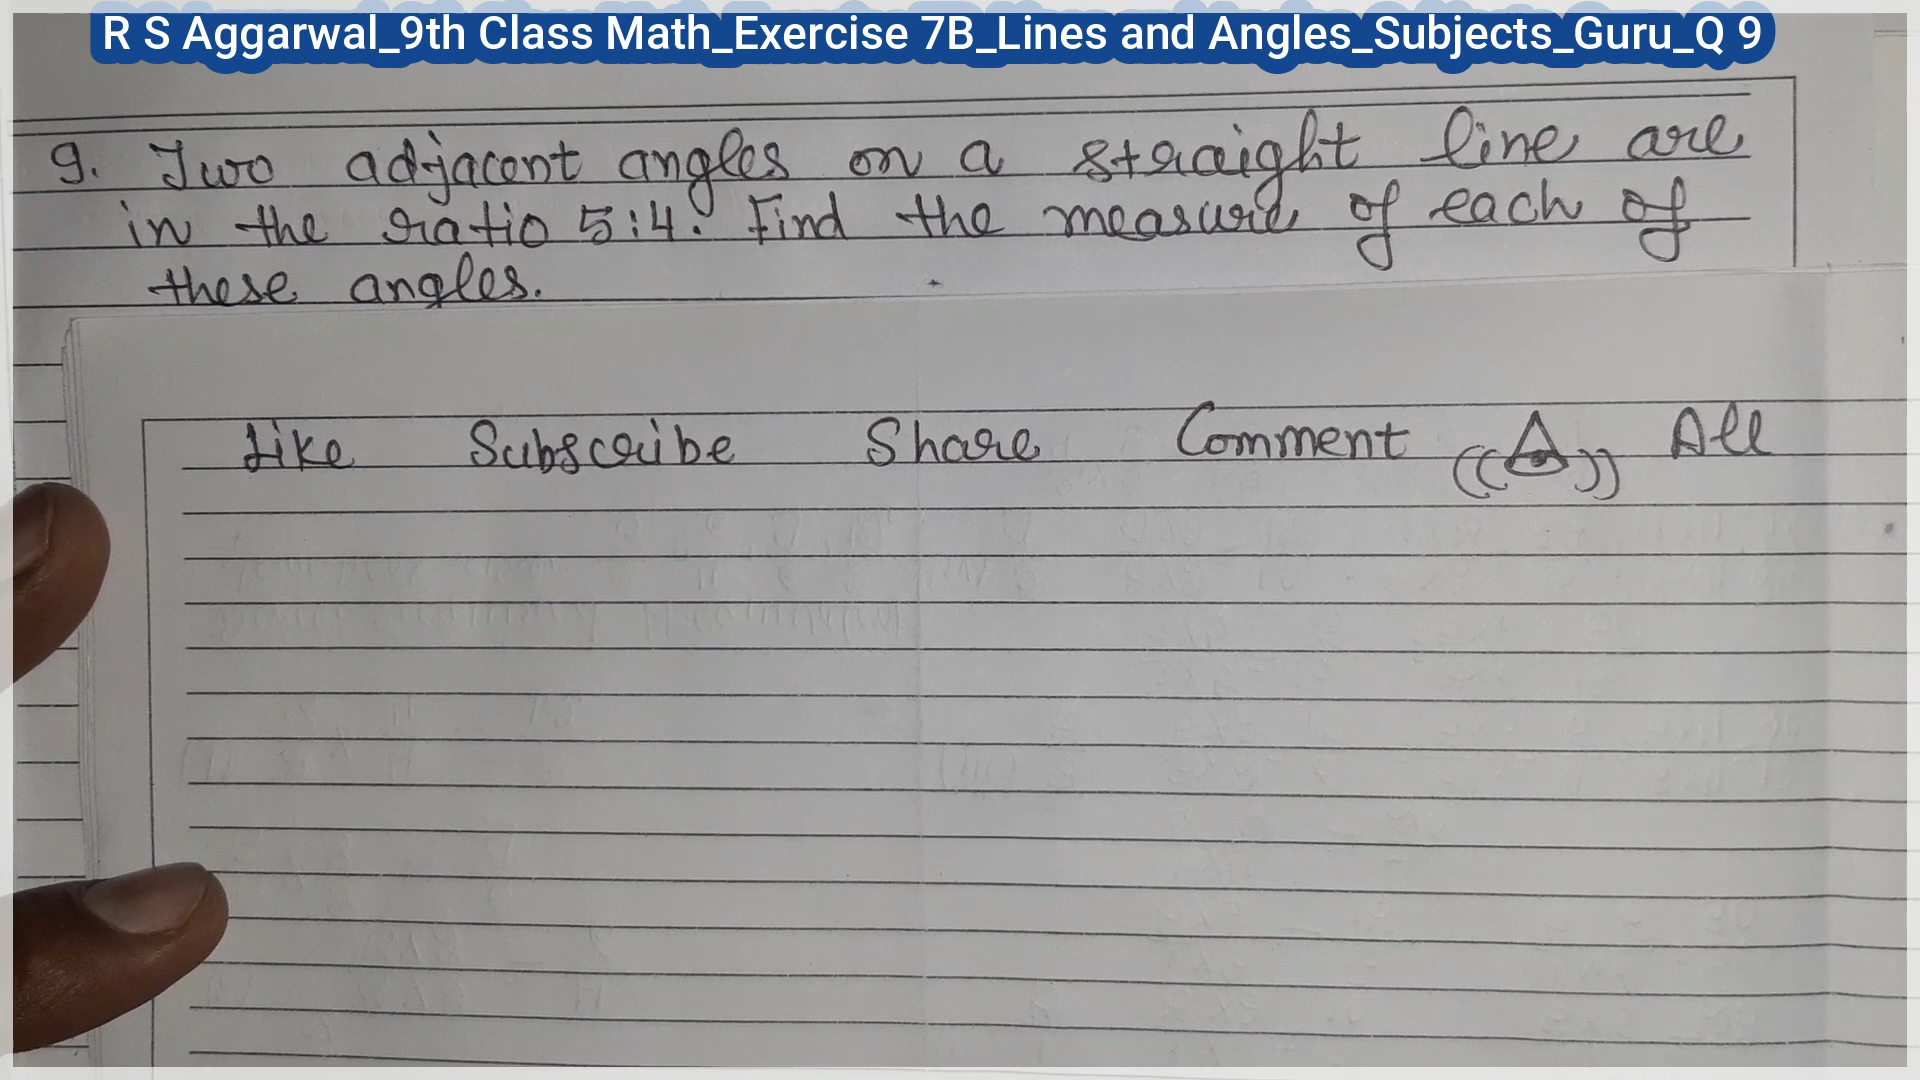 R S Aggarwal_9th Class Math_Exercise 7B_Lines and Angles_Subjects_Guru_Q 9
9. Two adjacent angles on a straight line are
in the ratio 5:4. Find the measure of each of
these angles.
Like Subscribe Share Comment All